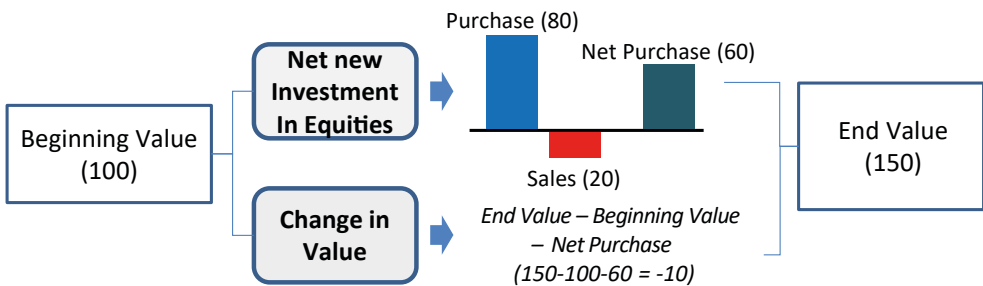 Beginning Value
(100)
Net new
Investment
In Equities
Purchase (80)
Net Purchase (60)
Sales (20)
Change in
Value
End Value – Beginning Value
– Net Purchase
(150-100-60 = -10)
End Value
(150)